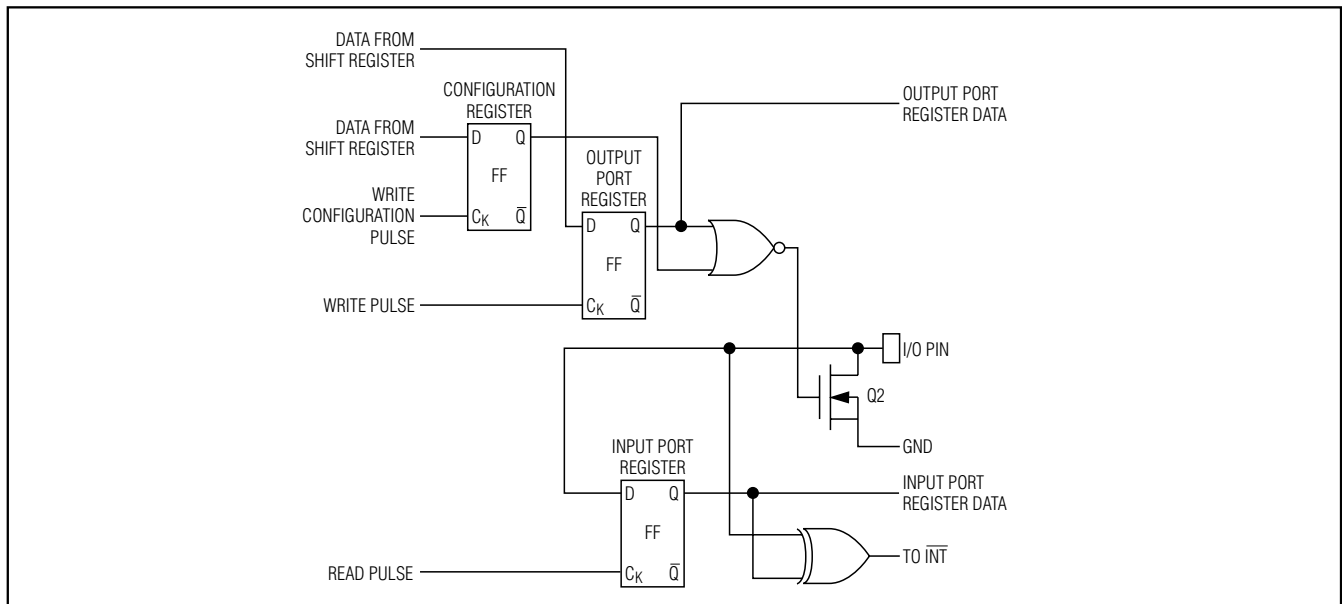 DATA FROM
SHIFT REGISTER
CONFIGURATION
REGISTER
OUTPUT PORT
REGISTER DATA
DATA FROM
SHIFT REGISTER
D Q
FF
CK Q̅
WRITE
CONFIGURATION
PULSE
OUTPUT
PORT
REGISTER
D Q
FF
CK Q̅
WRITE PULSE
I/O PIN
Q2
GND
INPUT PORT
REGISTER
D Q
FF
CK Q̅
INPUT PORT
REGISTER DATA
TO I̅N̅T̅
READ PULSE